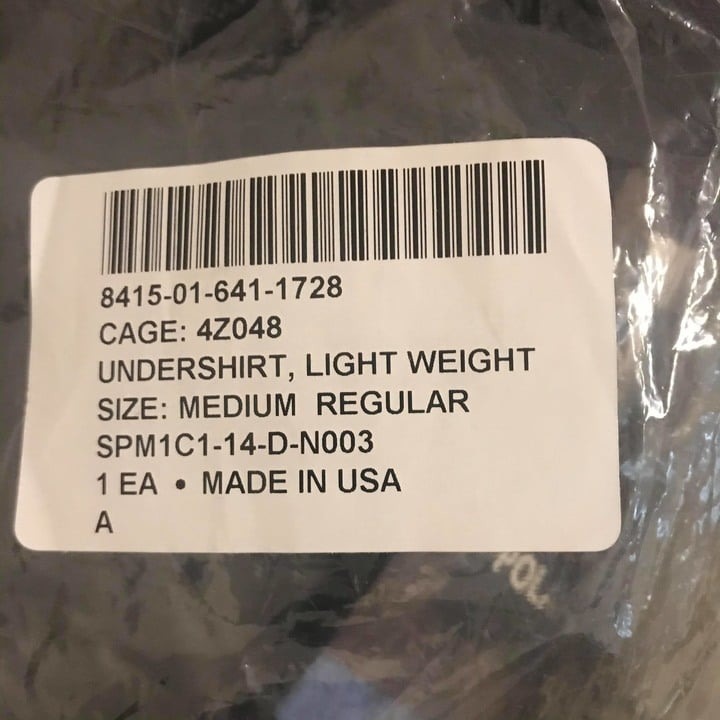 8415-01-641-1728
CAGE: 4Z048
UNDERSHIRT, LIGHT WEIGHT
SIZE: MEDIUM REGULAR
SPM1C1-14-D-N003
1 EA • MADE IN USA
A